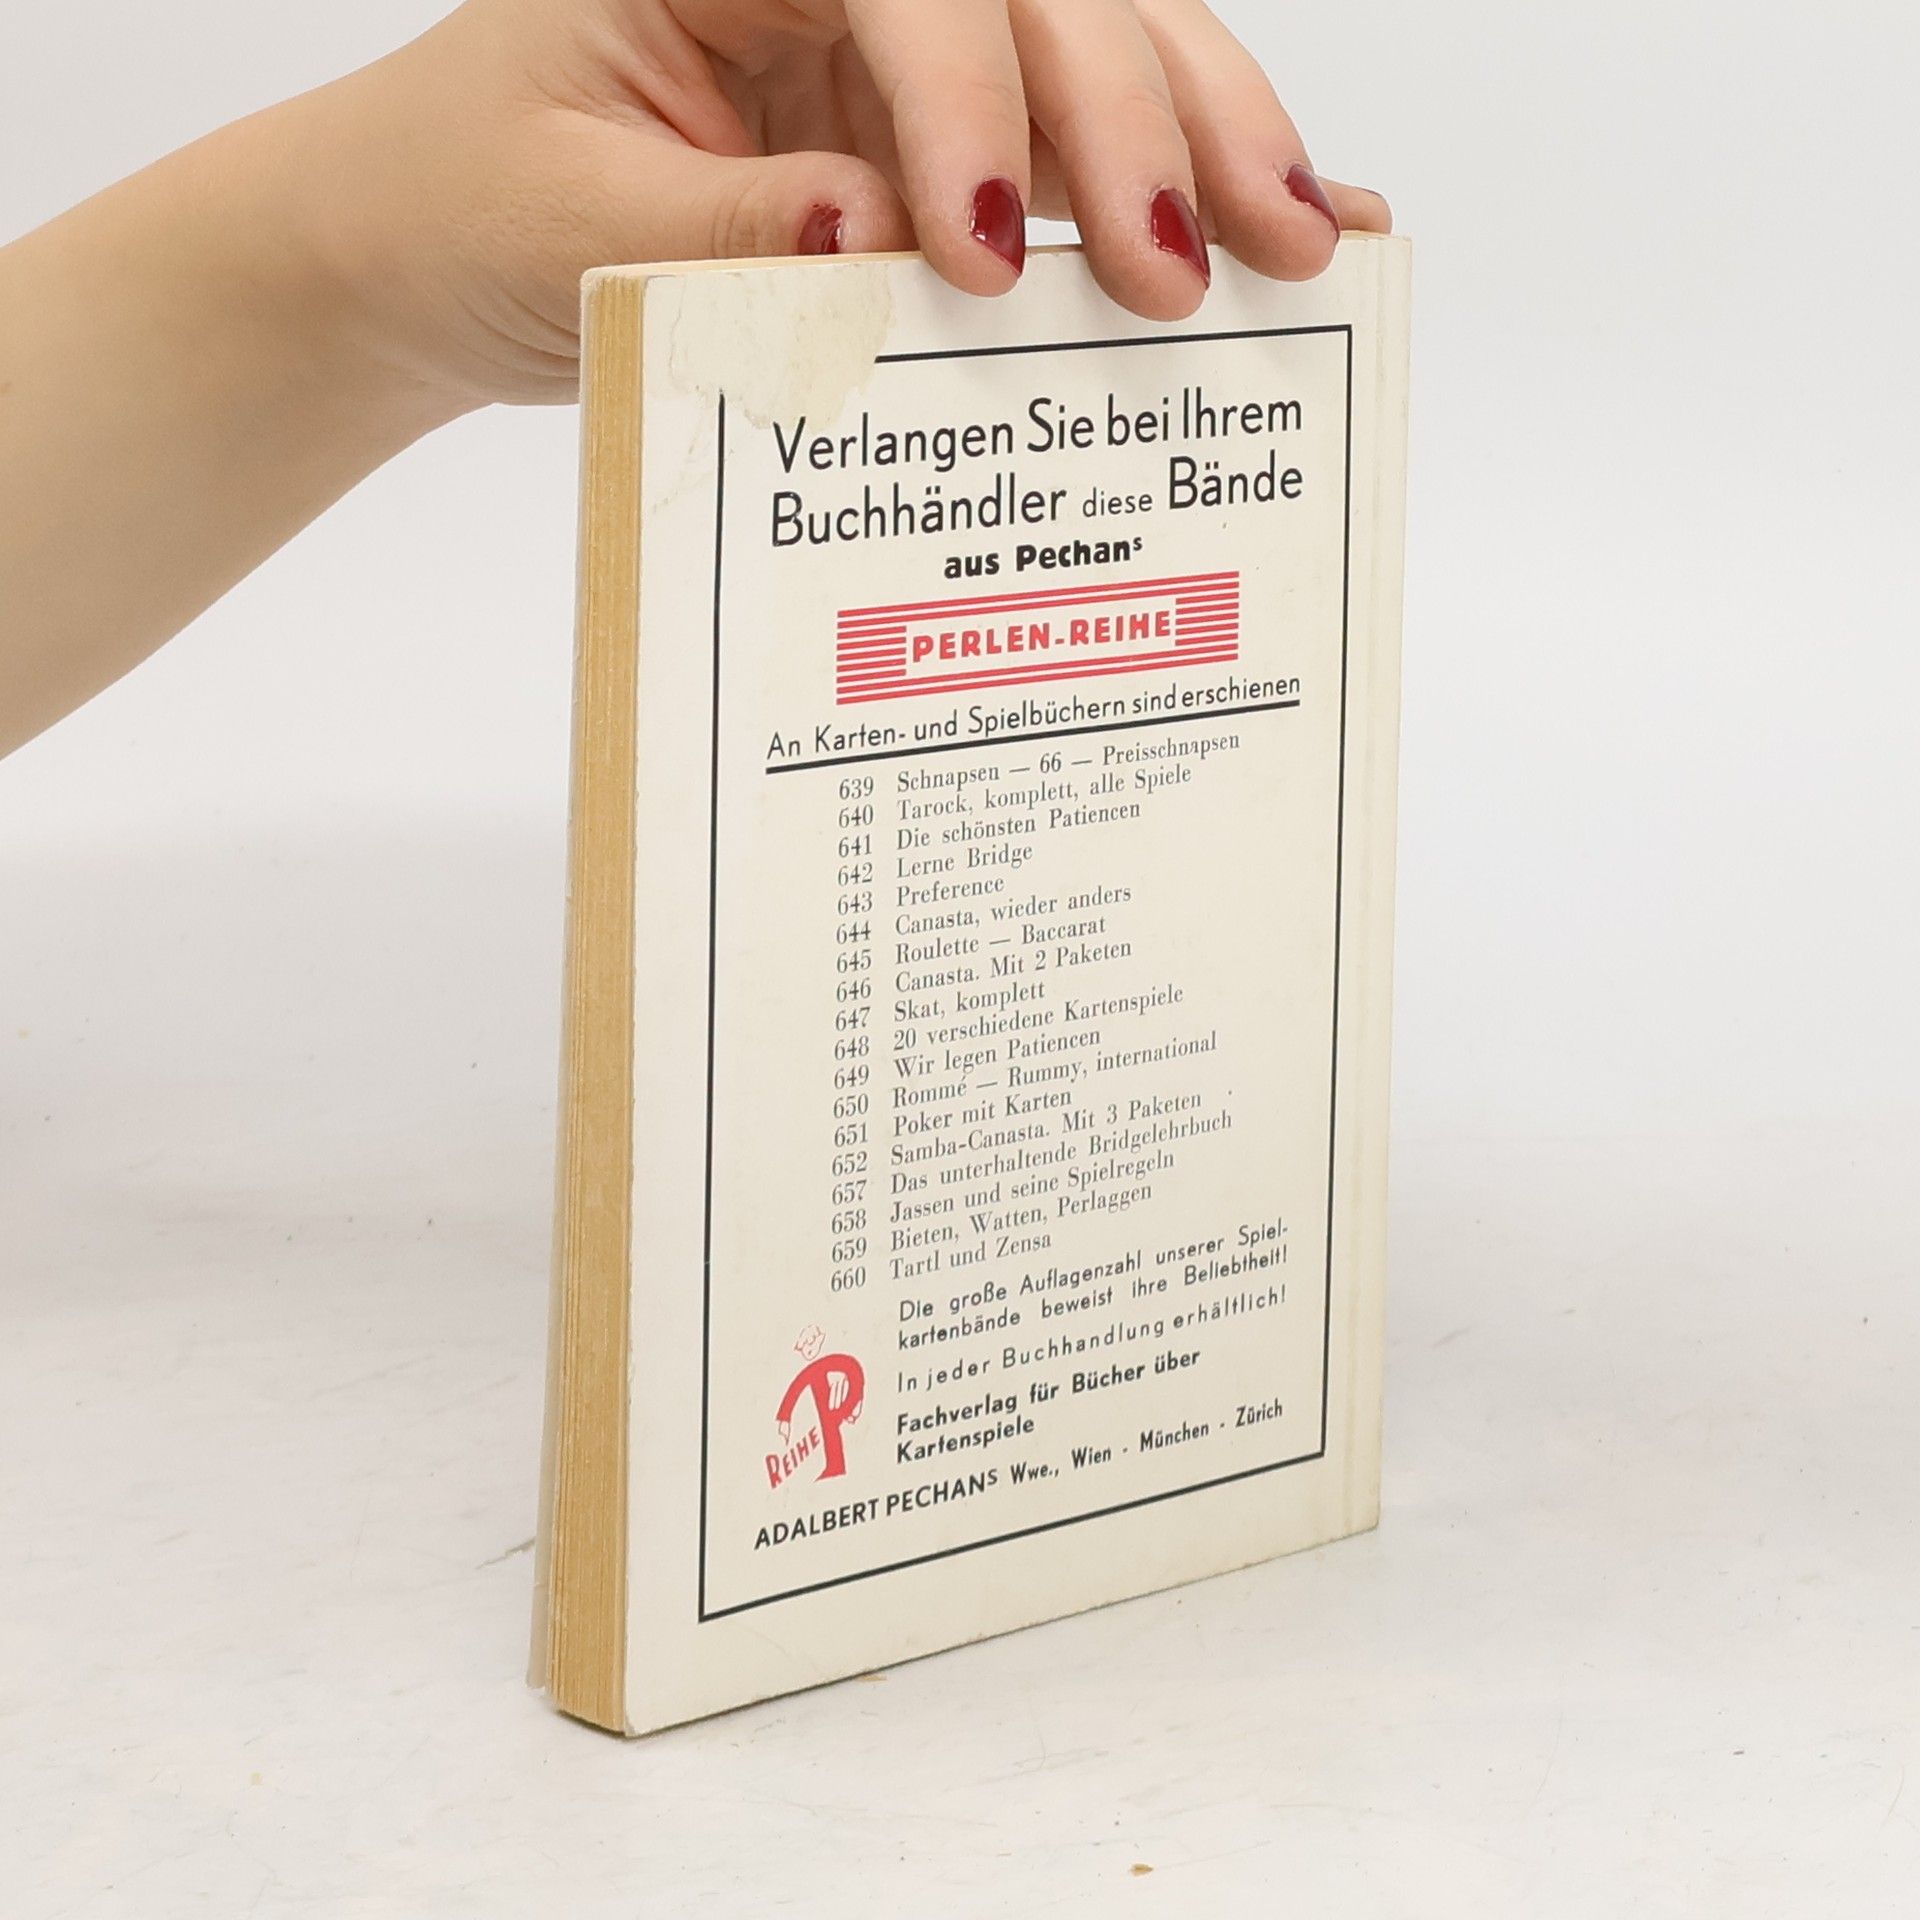 Verlangen Sie bei Ihrem
Buchhändler diese Bände
aus Pechans
PERLEN-REIHE
An Karten- und Spielbüchern sind erschienen
639 Schnapsen — 66 — Preisschnapsen
640 Tarock, komplett, alle Spiele
641 Die schönsten Patiencen
642 Lerne Bridge
643 Preference
644 Canasta, wieder anders
645 Roulette — Baccarat
646 Canasta. Mit 2 Paketen
647 Skat, komplett
648 20 verschiedene Kartenspiele
649 Wir legen Patiencen
650 Rommé — Rummy, international
651 Poker mit Karten
652 Samba-Canasta. Mit 3 Paketen
657 Das unterhaltende Bridgelehrbuch
658 Jassen und seine Spielregeln
659 Bieten, Watten, Perlaggen
660 Tartl und Zensa
Die große Auflagenzahl unserer Spiel-
kartenbände beweist ihre Beliebtheit!
In jeder Buchhandlung erhältlich!
Fachverlag für Bücher über
Kartenspiele
REIHE P
ADALBERT PECHANS Wwe., Wien - München - Zürich